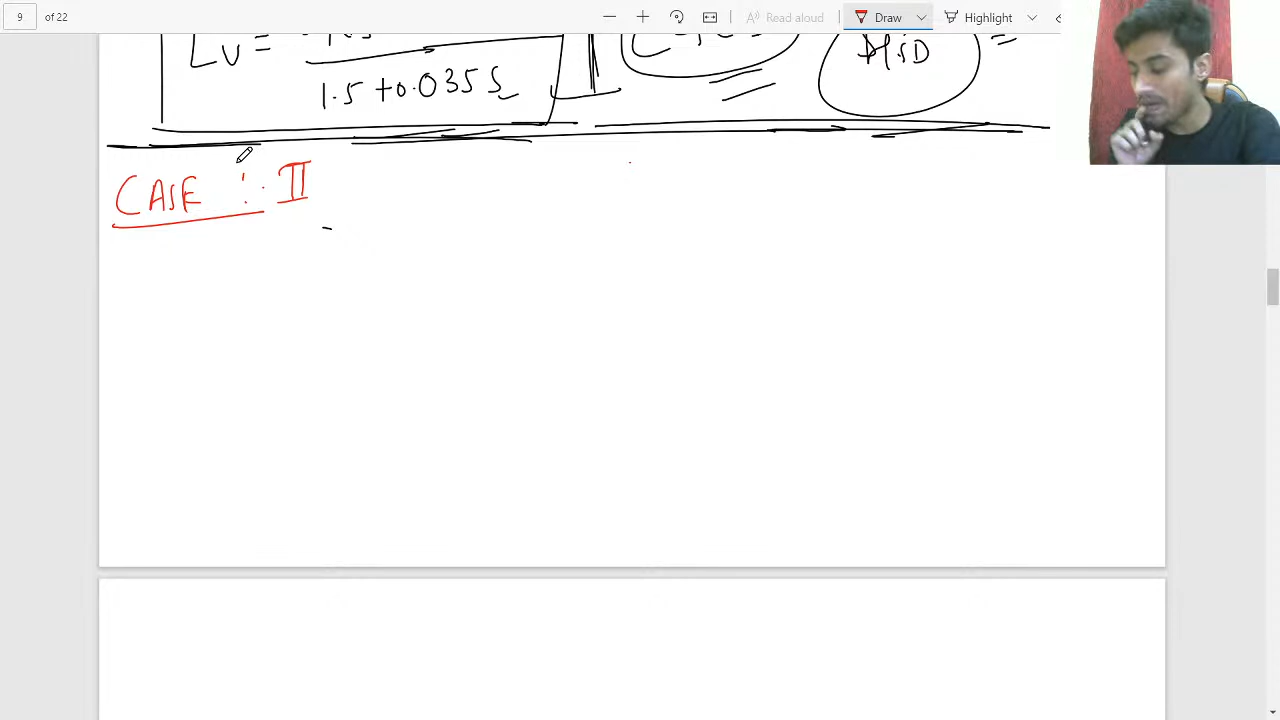 9 of 22
Read aloud
Draw
Highlight
LV =
1.5 + 0.035 S
CASE : II